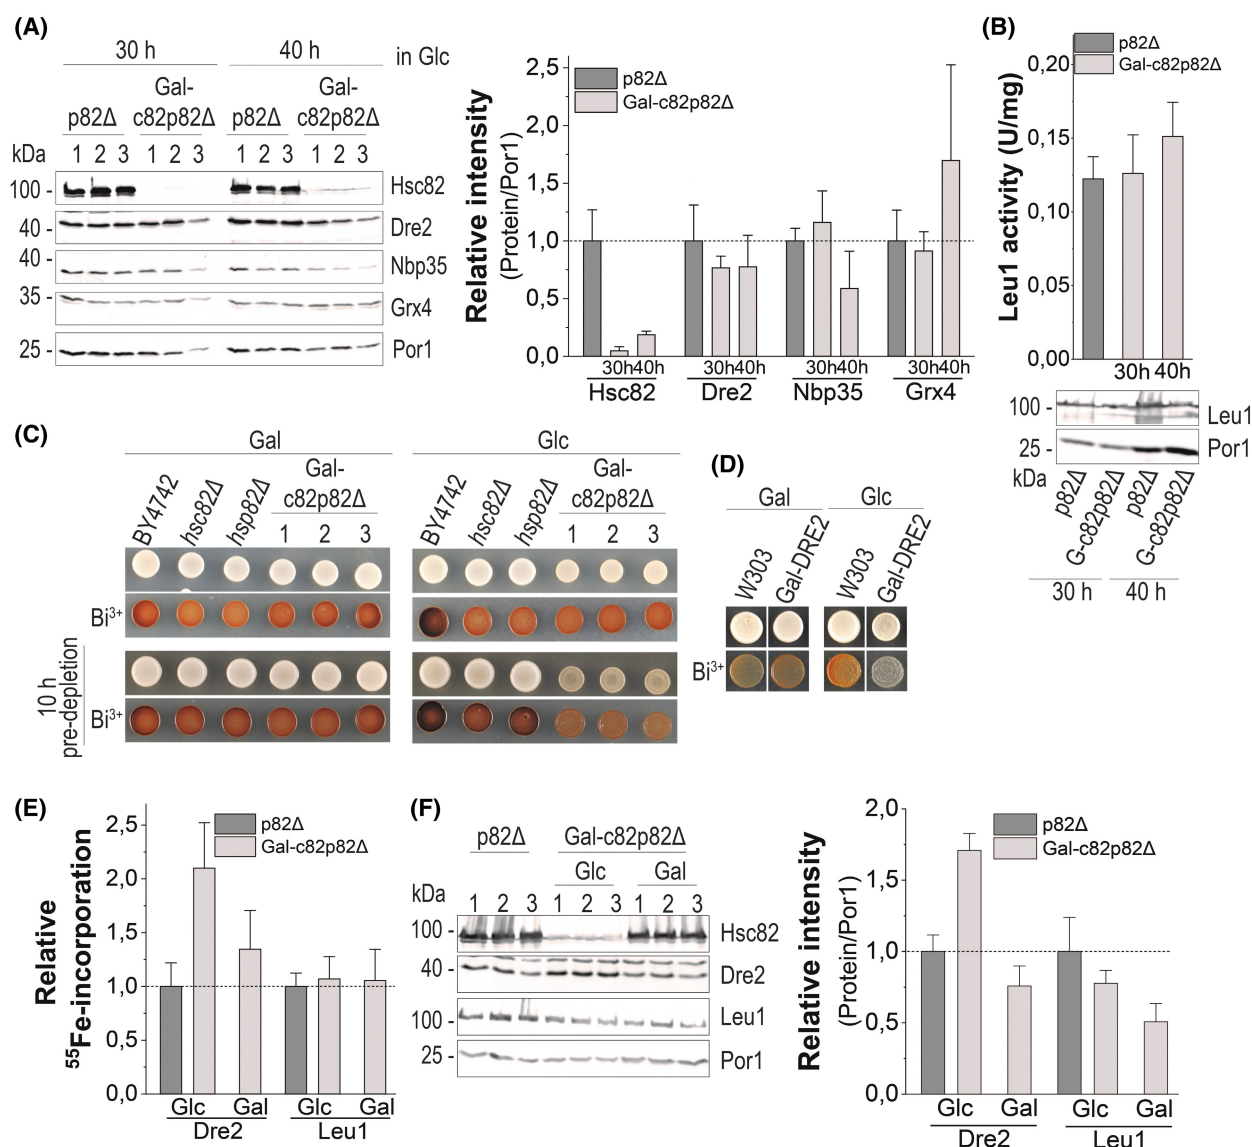 (A)
30 h
40 h
in Glc
p82Δ
Gal-
c82p82Δ
p82Δ
Gal-
c82p82Δ
kDa
1 2 3 1 2 3 1 2 3 1 2 3
100 - Hsc82
40 - Dre2
40 - Nbp35
35 - Grx4
25 - Por1
Relative intensity
(Protein/Por1)
2,5
2,0
1,5
1,0
0,5
0,0
p82Δ
Gal-c82p82Δ
30h40h 30h40h 30h40h 30h40h
Hsc82 Dre2 Nbp35 Grx4
(B)
Leu1 activity (U/mg)
0,20
0,15
0,10
0,05
0,00
p82Δ
Gal-c82p82Δ
30h 40h
100 - Leu1
25 - Por1
kDa
p82Δ
G-c82p82Δ
p82Δ
G-c82p82Δ
30 h 40 h
(C)
Gal
Glc
BY4742
hsc82Δ
hsp82Δ
Gal-
c82p82Δ
1 2 3
BY4742
hsc82Δ
hsp82Δ
Gal-
c82p82Δ
1 2 3
Bi3+
10 h
pre-depletion
Bi3+
(D)
Gal
Glc
W303
Gal-DRE2
W303
Gal-DRE2
Bi3+
(E)
Relative
55Fe-incorporation
2,5
2,0
1,5
1,0
0,5
0,0
p82Δ
Gal-c82p82Δ
Glc Gal Glc Gal
Dre2 Leu1
(F)
p82Δ
Gal-c82p82Δ
Glc Gal
kDa
1 2 3 1 2 3 1 2 3
100 - Hsc82
40 - Dre2
100 - Leu1
25 - Por1
Relative intensity
(Protein/Por1)
2,0
1,5
1,0
0,5
0,0
p82Δ
Gal-c82p82Δ
Glc Gal Glc Gal
Dre2 Leu1